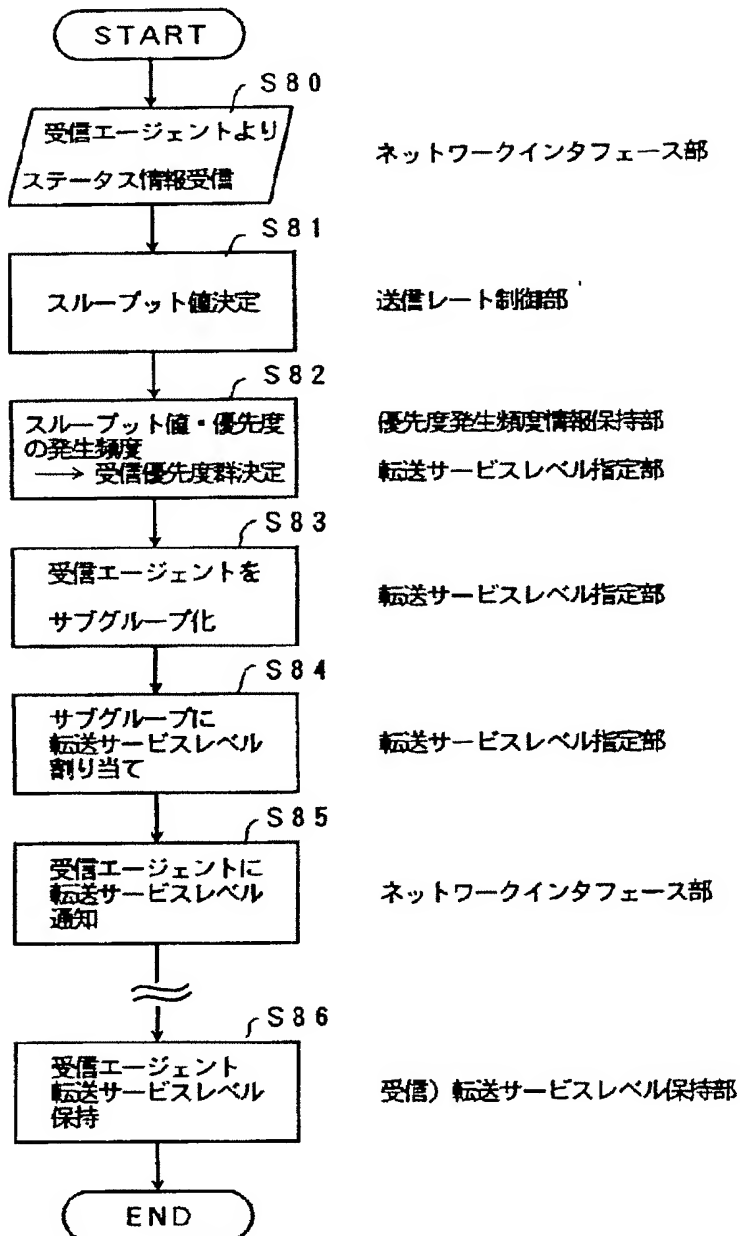 START
S80
受信エージェントより
ステータス情報受信
ネットワークインタフェース部
S81
スループット値決定
送信レート制御部
S82
スループット値・優先度
の発生頻度
→ 受信優先度群決定
優先度発生頻度情報保持部
転送サービスレベル指定部
S83
受信エージェントを
サブグループ化
転送サービスレベル指定部
S84
サブグループに
転送サービスレベル
割り当て
転送サービスレベル指定部
S85
受信エージェントに
転送サービスレベル
通知
ネットワークインタフェース部
S86
受信エージェント
転送サービスレベル
保持
受信）転送サービスレベル保持部
END